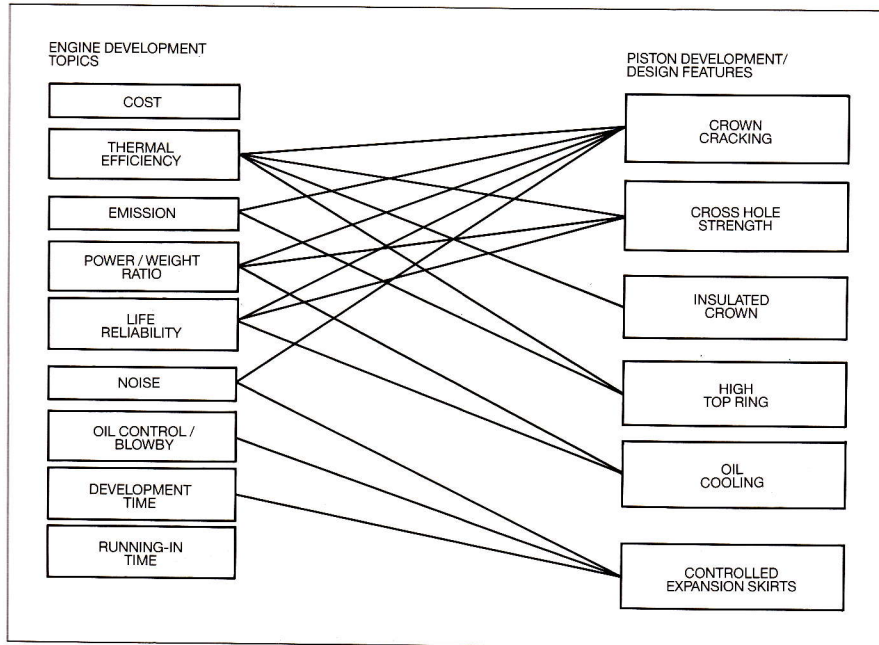 ENGINE DEVELOPMENT
TOPICS
COST
THERMAL
EFFICIENCY
EMISSION
POWER / WEIGHT
RATIO
LIFE
RELIABILITY
NOISE
OIL CONTROL /
BLOWBY
DEVELOPMENT
TIME
RUNNING-IN
TIME
PISTON DEVELOPMENT/
DESIGN FEATURES
CROWN
CRACKING
CROSS HOLE
STRENGTH
INSULATED
CROWN
HIGH
TOP RING
OIL
COOLING
CONTROLLED
EXPANSION SKIRTS